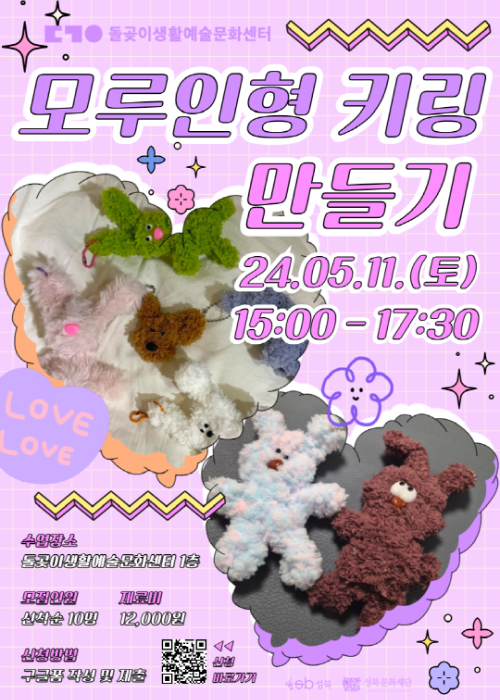 돌곶이생활예술문화센터
모루인형 키링
만들기
24.05.11.(토)
15:00 - 17:30
LOVE
LOVE
수업장소
돌곶이생활예술문화센터 1층
모집인원 재료비
선착순 10명 12,000원
신청방법
구글폼 작성 및 제출
신청
바로가기
성북 성북문화재단